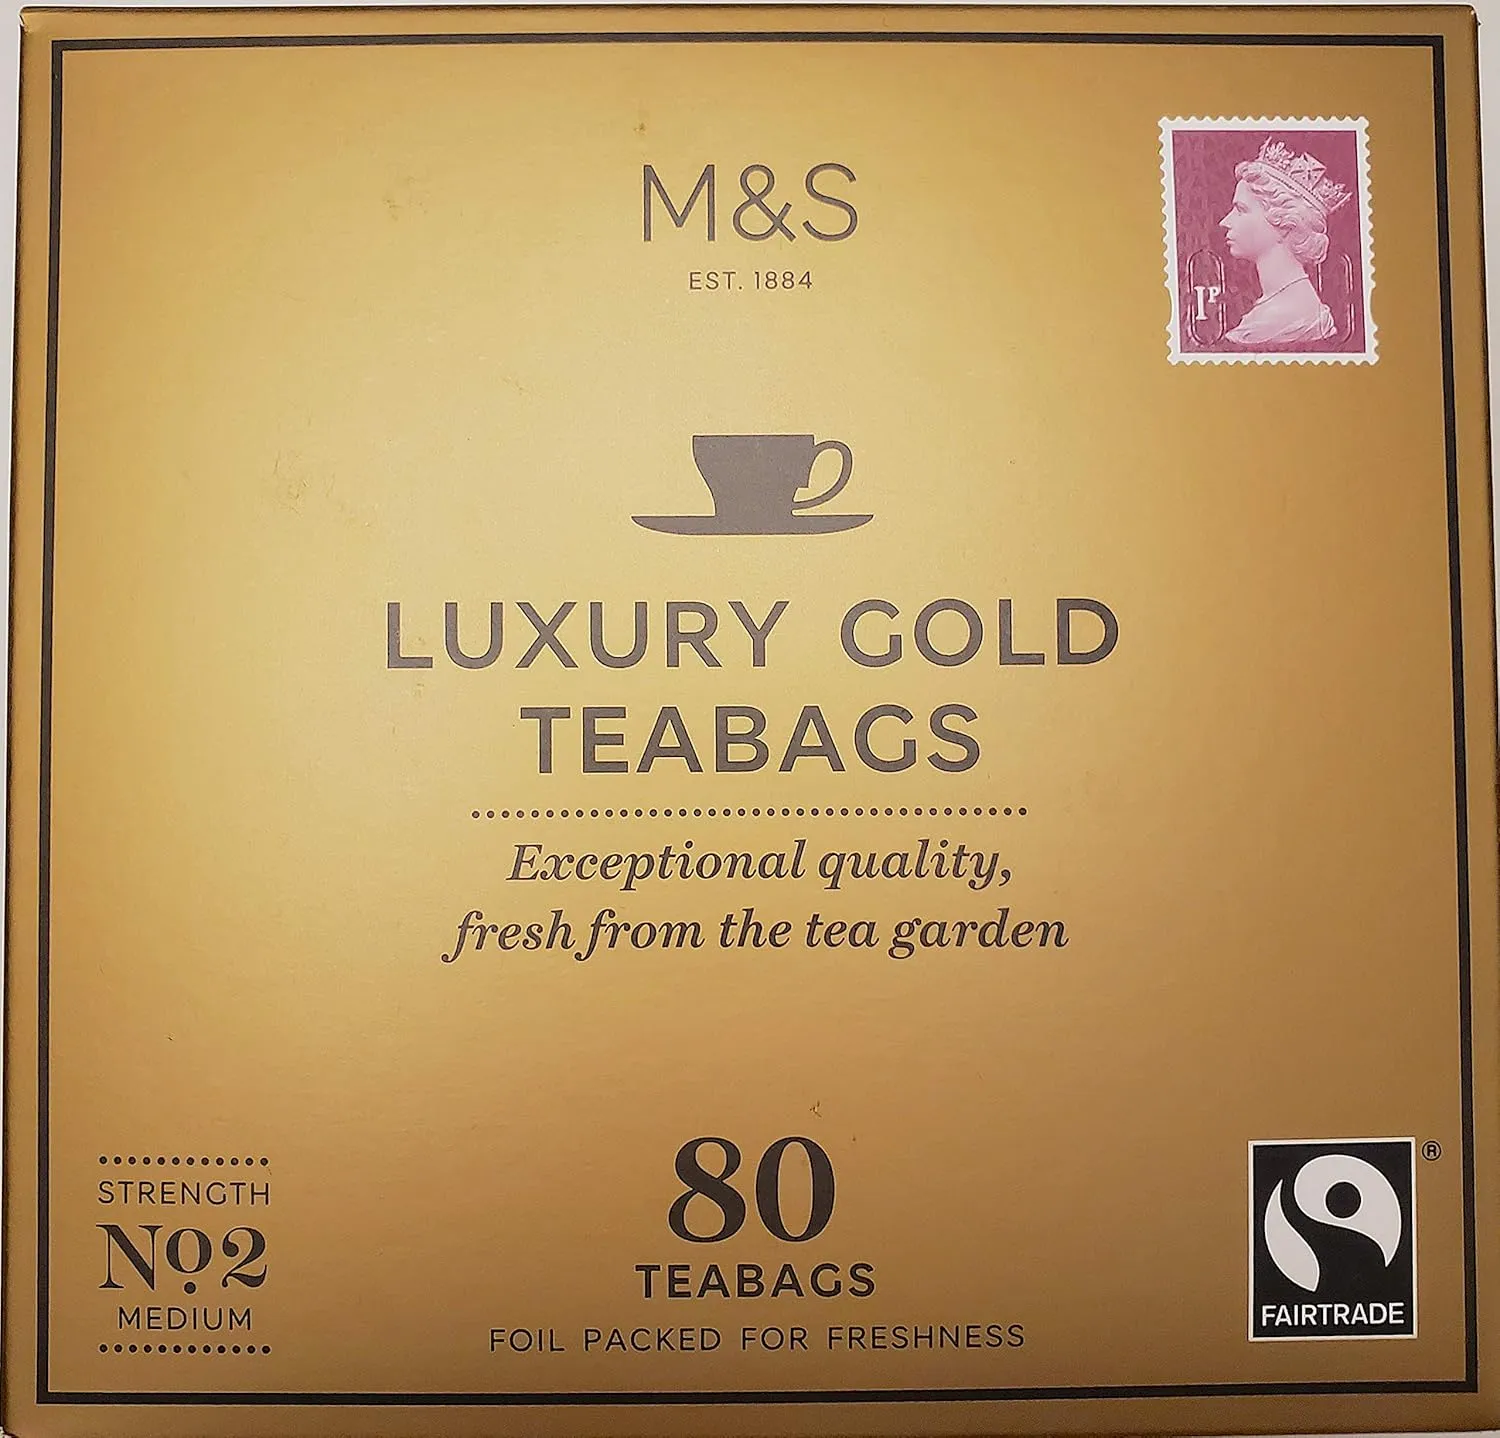 M&S
EST. 1884
1P
LUXURY GOLD
TEABAGS
Exceptional quality,
fresh from the tea garden
STRENGTH
No2
MEDIUM
80
TEABAGS
FOIL PACKED FOR FRESHNESS
®
FAIRTRADE